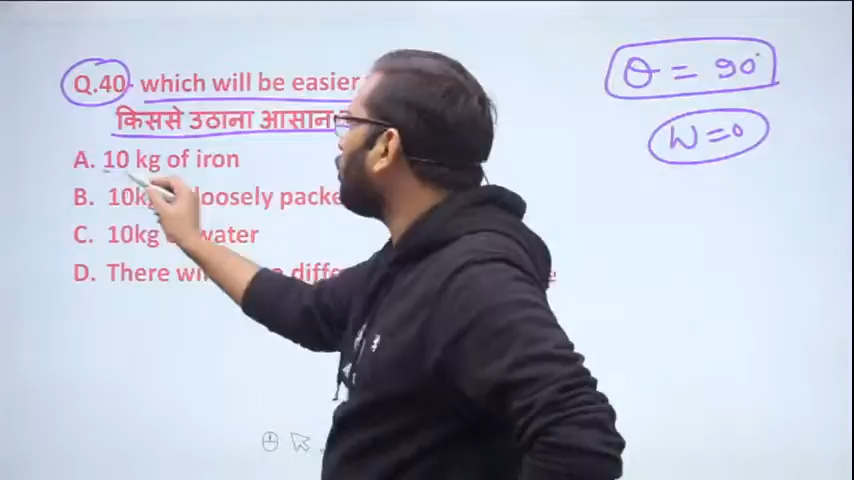 Q.40- which will be easier
किससे उठाना आसान
A. 10 kg of iron
B. 10kg loosely packe
C. 10kg water
D. There wi diffe e
θ = 90°
W=0